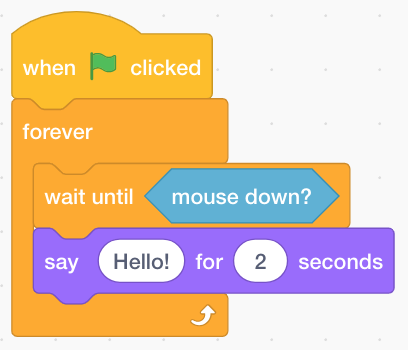 when clicked
forever
wait until mouse down?
say Hello! for 2 seconds